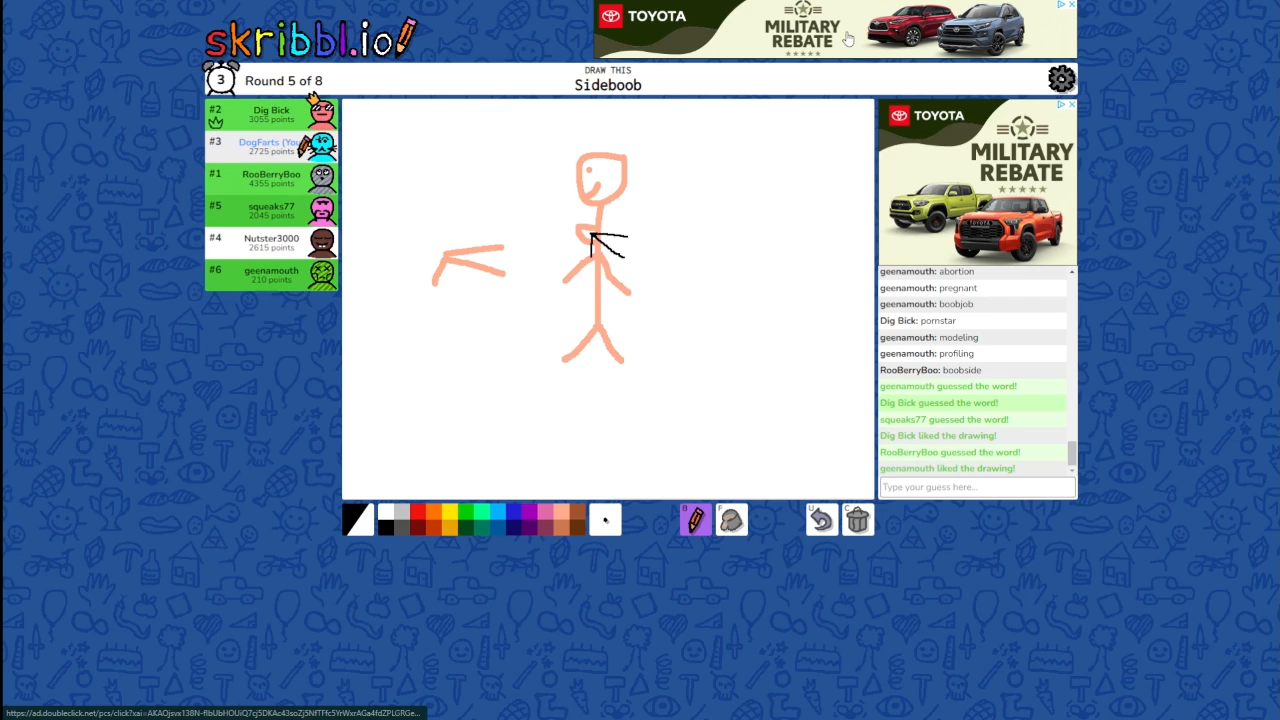 skribbl.io
TOYOTA
MILITARY
REBATE
3
Round 5 of 8
DRAW THIS
Sideboob
#2
Dig Bick
3055 points
#3
DogFarts (You
2725 points
#1
RooBerryBoo
4355 points
#5
squeaks77
2045 points
#4
Nutster3000
2615 points
#6
geenamouth
210 points
TOYOTA
MILITARY
REBATE
geenamouth: abortion
geenamouth: pregnant
geenamouth: boobjob
Dig Bick: pornstar
geenamouth: modeling
geenamouth: profiling
RooBerryBoo: boobside
geenamouth guessed the word!
Dig Bick guessed the word!
squeaks77 guessed the word!
Dig Bick liked the drawing!
RooBerryBoo guessed the word!
geenamouth liked the drawing!
Type your guess here...
B
F
U
C